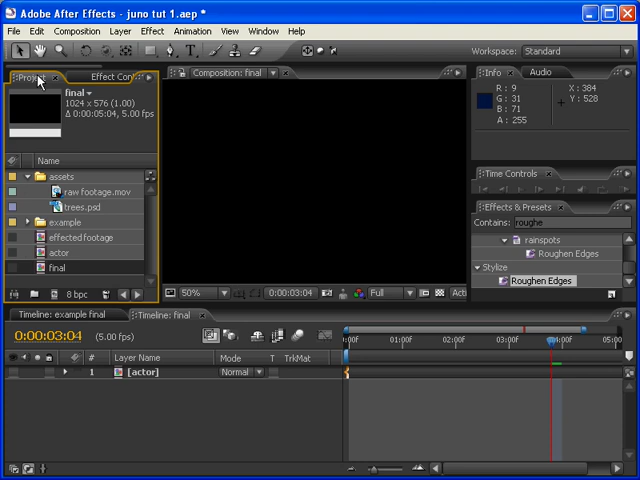 Adobe After Effects - juno tut 1.aep *
File Edit Composition Layer Effect Animation View Window Help
Workspace: Standard
Project Effect Con
Composition: final
Info Audio
final
1024 x 576 (1.00)
Δ 0:00:05:04, 5.00 fps
R: 9
G: 31
B: 71
A: 255
X: 384
Y: 528
Name
assets
raw footage.mov
trees.psd
example
effected footage
actor
final
8 bpc
50% 0:00:03:04 Full Act
Time Controls
Effects & Presets
Contains: roughe
rainspots
Roughen Edges
Stylize
Roughen Edges
Timeline: example final Timeline: final
0:00:03:04 (5.00 fps)
# Layer Name Mode T TrkMat
1 [actor] Normal
):00F 01:00F 02:00F 03:00F 04:00F 05:00